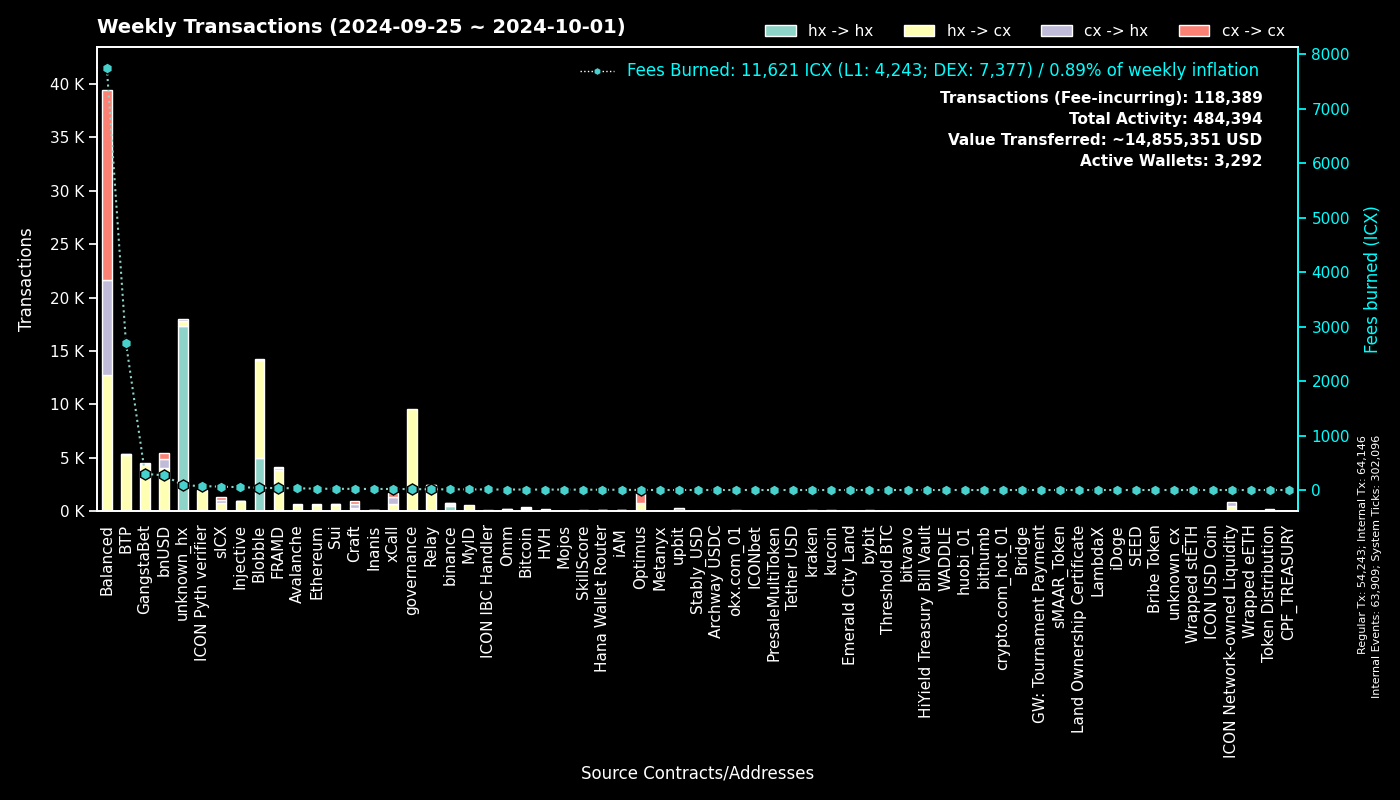 Weekly Transactions (2024-09-25 ~ 2024-10-01)
hx -> hx
hx -> cx
cx -> hx
cx -> cx
Fees Burned: 11,621 ICX (L1: 4,243; DEX: 7,377) / 0.89% of weekly inflation
Transactions (Fee-incurring): 118,389
Total Activity: 484,394
Value Transferred: ~14,855,351 USD
Active Wallets: 3,292
Transactions
40 K
35 K
30 K
25 K
20 K
15 K
10 K
5 K
0 K
8000
7000
6000
5000
4000
3000
2000
1000
0
Fees burned (ICX)
Balanced
BTP
GangstaBet
bnUSD
unknown_hx
ICON Pyth verifier
sICX
Injective
Blobble
FRAMD
Avalanche
Ethereum
Sui
Craft
Inanis
xCall
governance
Relay
binance
MyID
ICON IBC Handler
Omm
Bitcoin
HVH
Mojos
SkillScore
Hana Wallet Router
IAM
Optimus
Metanyx
upbit
Stably_USD
Archway_USDC
okx.com_01
ICONbet
PresaleMultiToken
Tether USD
kraken
kucoin
Emerald City Land
bybit
Threshold BTC
bitvavo
HiYield Treasury Bill Vault
WADDLE
huobi_01
bithumb
crypto.com_hot_01
Bridge
GW: Tournament Payment
sMAAR_Token
Land Ownership Certificate
LambdaX
iDoge
SEED
Bribe Token
unknown_cx
Wrapped stETH
ICON USD Coin
ICON Network-owned Liquidity
Wrapped eETH
Token Distribution
CPF_TREASURY
Source Contracts/Addresses
Regular Tx: 54,243; Internal Tx: 64,146
Internal Events: 63,909; System Ticks: 302,096